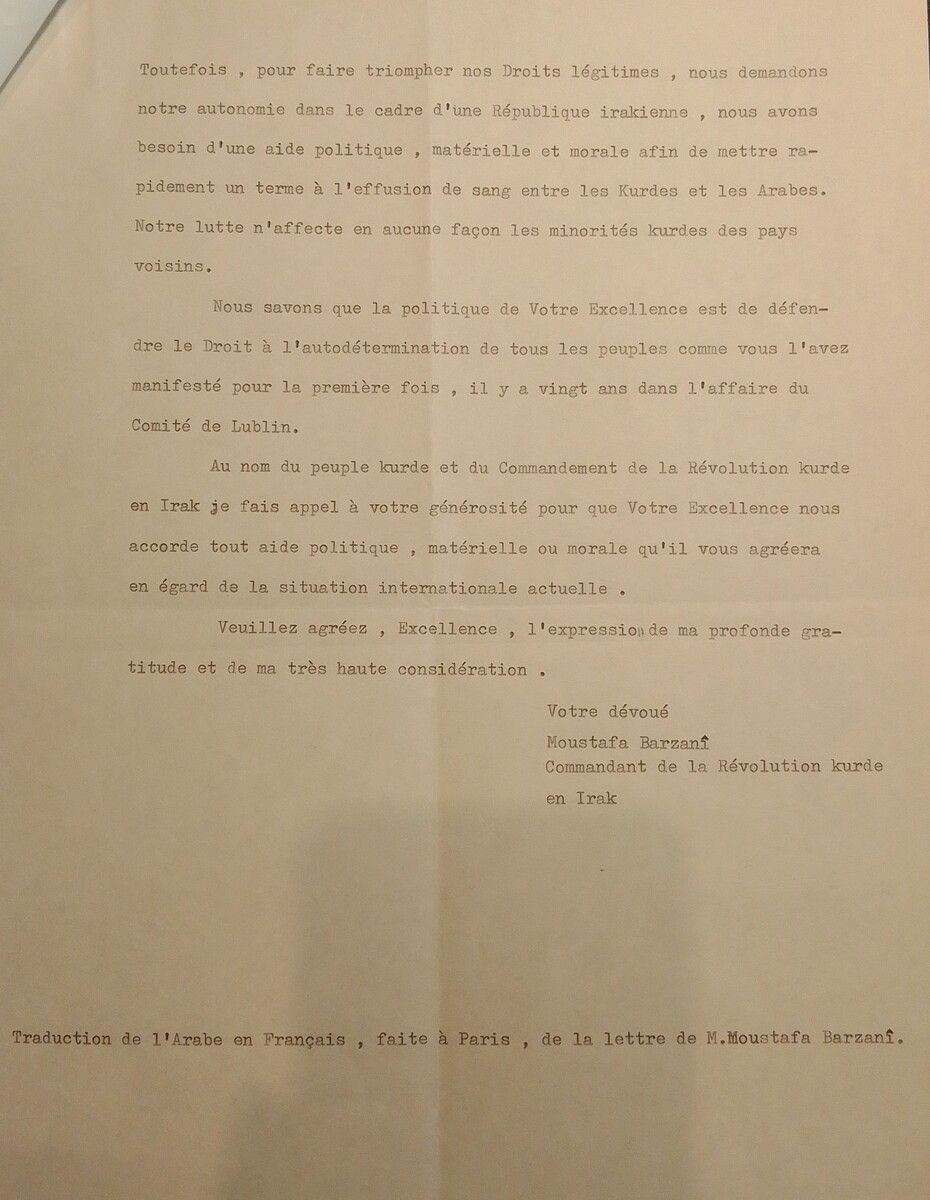 Toutefois , pour faire triompher nos Droits légitimes , nous demandons
notre autonomie dans le cadre d'une République irakienne , nous avons
besoin d'une aide politique , matérielle et morale afin de mettre ra-
pidement un terme à l'effusion de sang entre les Kurdes et les Arabes.
Notre lutte n'affecte en aucune façon les minorités kurdes des pays
voisins.
Nous savons que la politique de Votre Excellence est de défen-
dre le Droit à l'autodétermination de tous les peuples comme vous l'avez
manifesté pour la première fois , il y a vingt ans dans l'affaire du
Comité de Lublin.
Au nom du peuple kurde et du Commandement de la Révolution kurde
en Irak je fais appel à votre générosité pour que Votre Excellence nous
accorde tout aide politique , matérielle ou morale qu'il vous agréera
en égard de la situation internationale actuelle .
Veuillez agréez , Excellence , l'expression de ma profonde gra-
titude et de ma très haute considération .
Votre dévoué
Moustafa Barzanî
Commandant de la Révolution kurde
en Irak
Traduction de l'Arabe en Français , faite à Paris , de la lettre de M.Moustafa Barzanî.